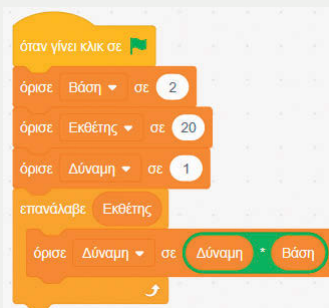 όταν γίνει κλικ σε
όρισε Βάση σε 2
όρισε Εκθέτης σε 20
όρισε Δύναμη σε 1
επανάλαβε Εκθέτης
όρισε Δύναμη σε Δύναμη * Βάση